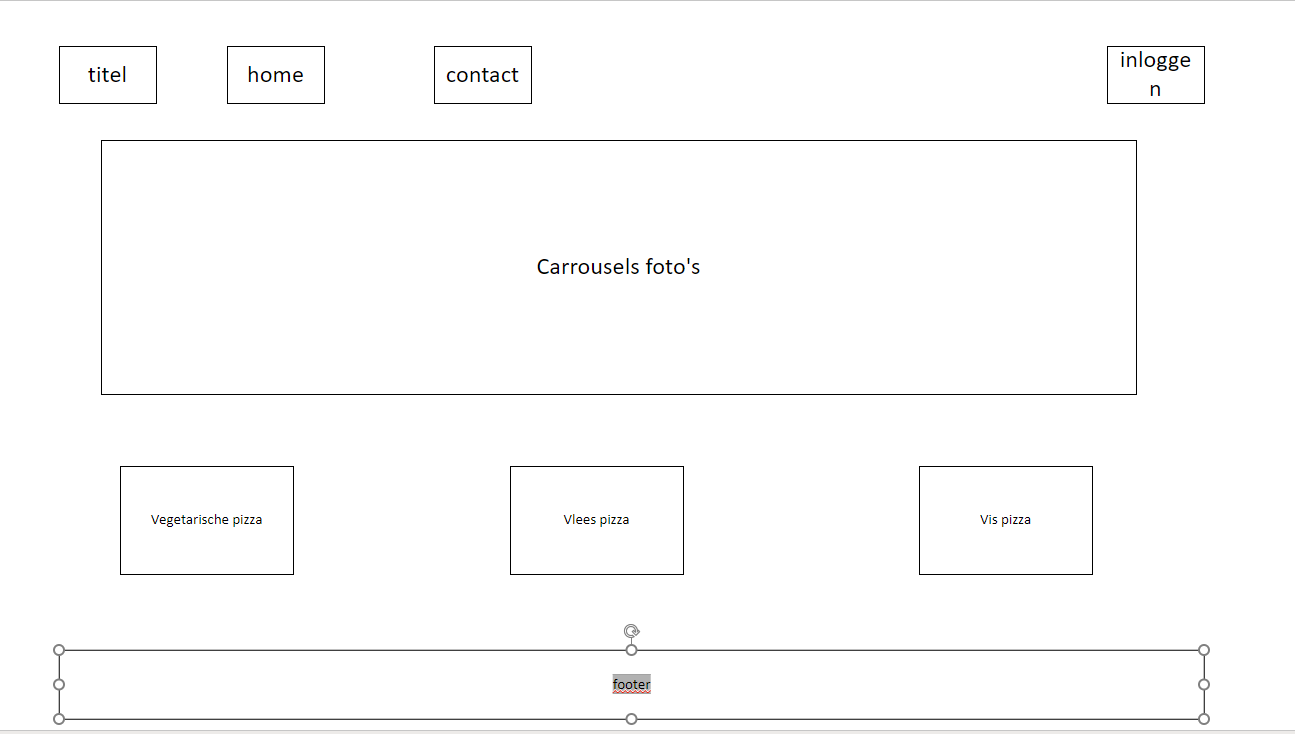 titel
home
contact
inlogge
n
Carrousels foto's
Vegetarische pizza
Vlees pizza
Vis pizza
footer